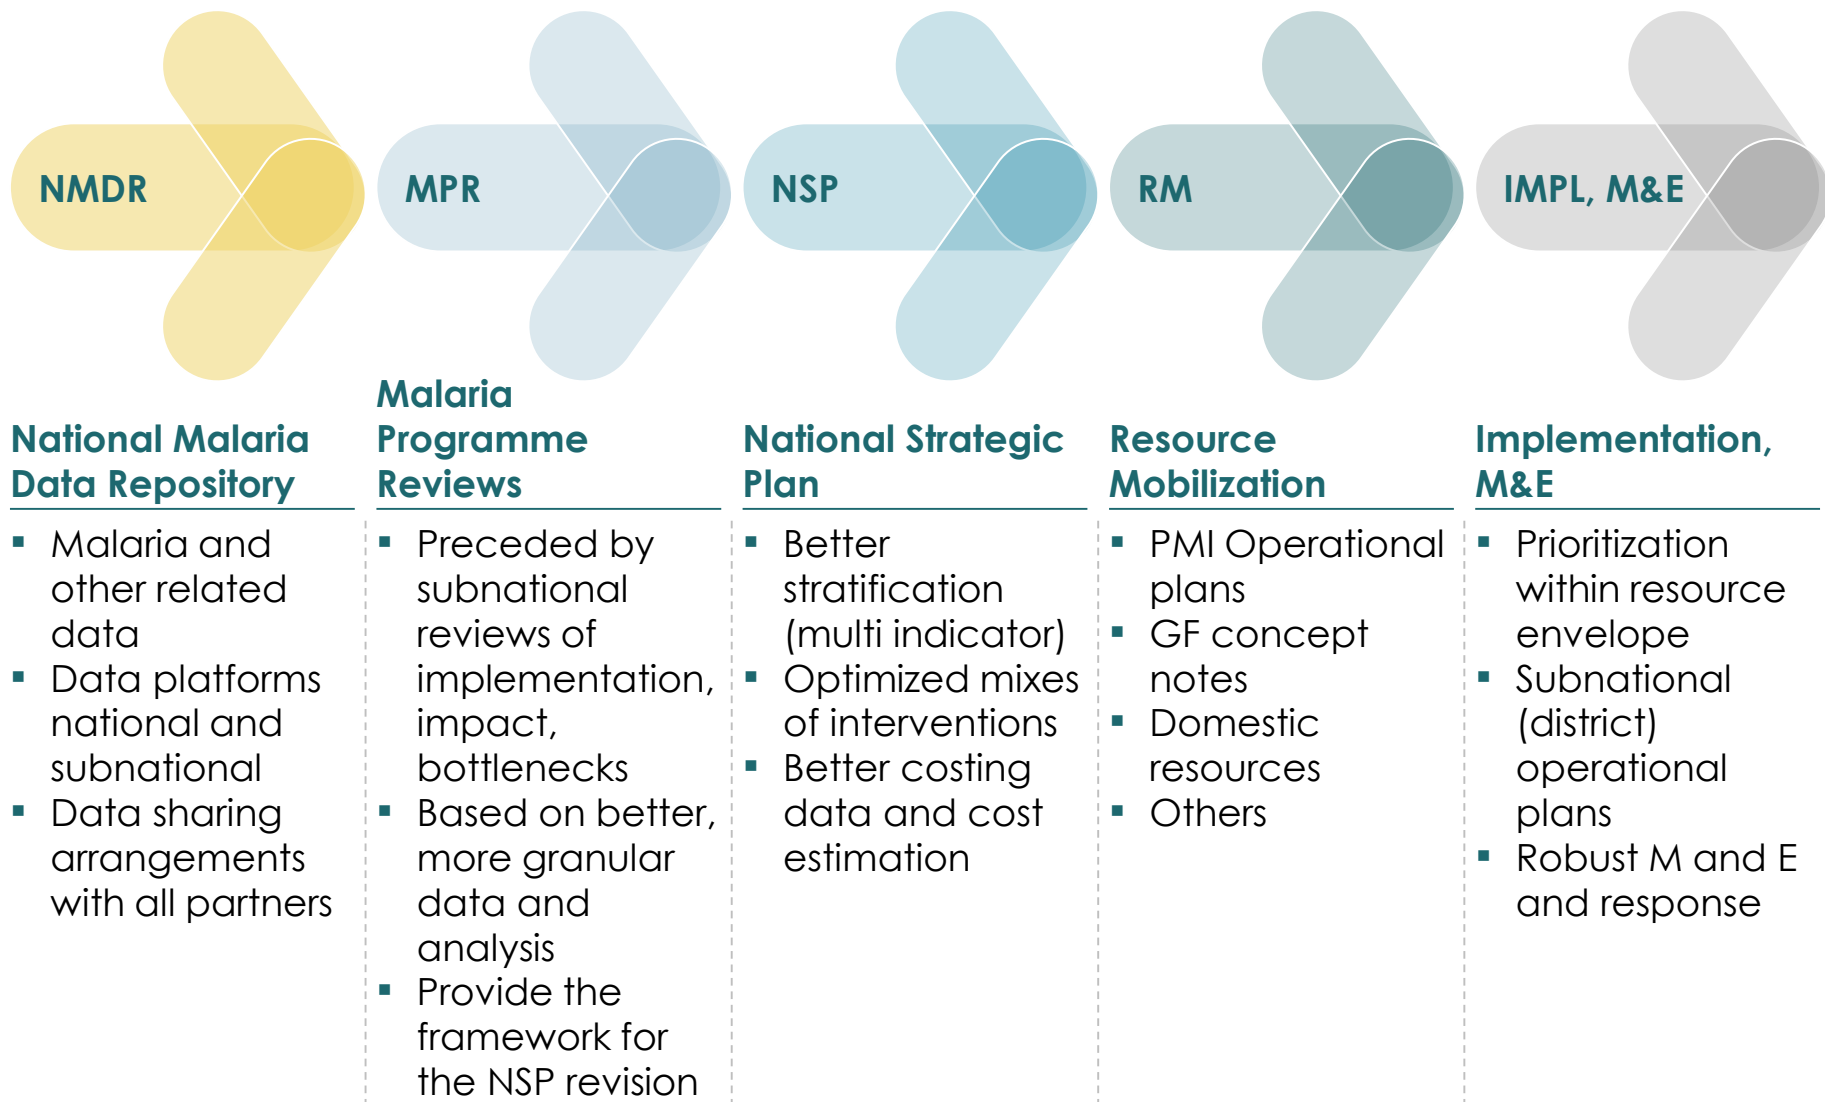 NMDR
MPR
NSP
RM
IMPL, M&E
National Malaria
Data Repository
▪ Malaria and
other related
data
▪ Data platforms
national and
subnational
▪ Data sharing
arrangements
with all partners
Malaria
Programme
Reviews
▪ Preceded by
subnational
reviews of
implementation,
impact,
bottlenecks
▪ Based on better,
more granular
data and
analysis
▪ Provide the
framework for
the NSP revision
National Strategic
Plan
▪ Better
stratification
(multi indicator)
▪ Optimized mixes
of interventions
▪ Better costing
data and cost
estimation
Resource
Mobilization
▪ PMI Operational
plans
▪ GF concept
notes
▪ Domestic
resources
▪ Others
Implementation,
M&E
▪ Prioritization
within resource
envelope
▪ Subnational
(district)
operational
plans
▪ Robust M and E
and response